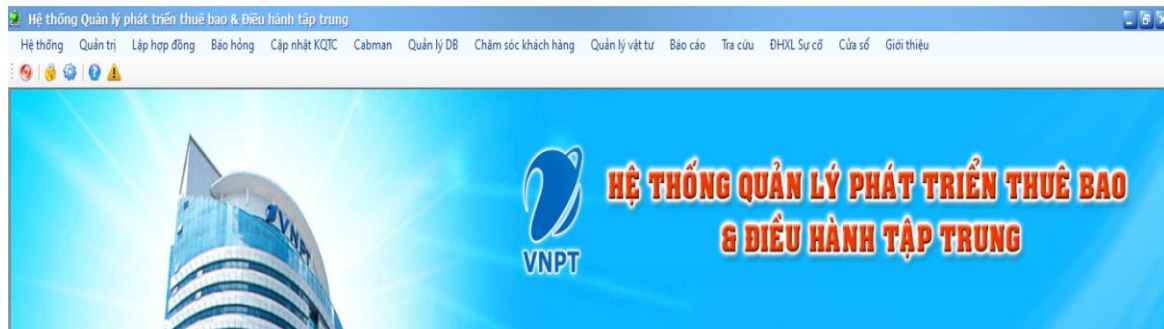 Hệ thống Quản lý phát triển thuê bao & Điều hành tập trung
Hệ thống Quản trị Lập hợp đồng Báo hỏng Cập nhật KQTC Cabman Quản lý DB Chăm sóc khách hàng Quản lý vật tư Báo cáo Tra cứu ĐHXL Sự cố Cửa sổ Giới thiệu
VNPT
HỆ THỐNG QUẢN LÝ PHÁT TRIỂN THUÊ BAO
& ĐIỀU HÀNH TẬP TRUNG
VNPT